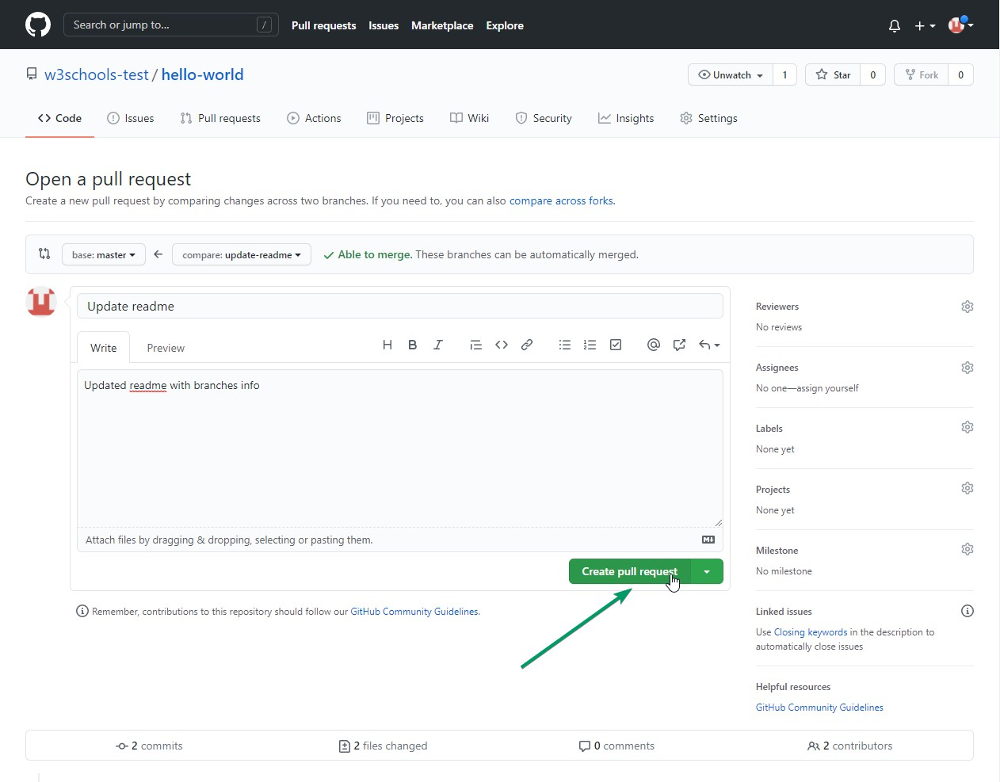 Search or jump to... /
Pull requests Issues Marketplace Explore
w3schools-test / hello-world
Unwatch 1 Star 0 Fork 0
Code Issues Pull requests Actions Projects Wiki Security Insights Settings
Open a pull request
Create a new pull request by comparing changes across two branches. If you need to, you can also compare across forks.
base: master compare: update-readme Able to merge. These branches can be automatically merged.
Update readme
Write Preview H B I
Updated readme with branches info
Attach files by dragging & dropping, selecting or pasting them.
Create pull request
Remember, contributions to this repository should follow our GitHub Community Guidelines.
Reviewers
No reviews
Assignees
No one—assign yourself
Labels
None yet
Projects
None yet
Milestone
No milestone
Linked issues
Use Closing keywords in the description to
automatically close issues
Helpful resources
GitHub Community Guidelines
2 commits 2 files changed 0 comments 2 contributors